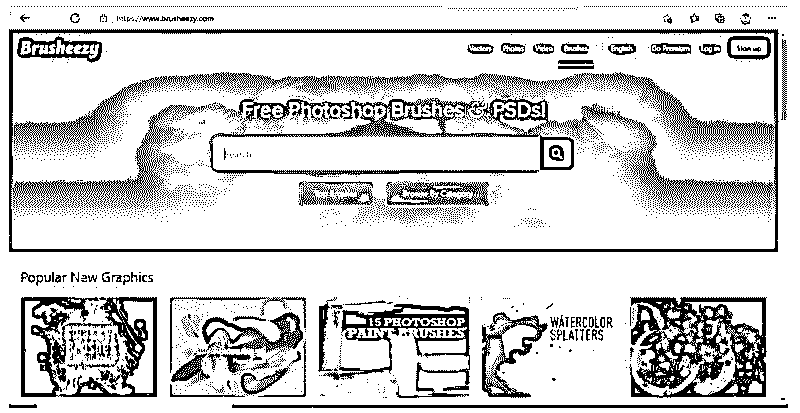 https://www.brusheezy.com
Brusheezy
Vectors Photos Video Brushes English Go Premium Log in Sign up
Free Photoshop Brushes & PSDs!
Search
Popular New Graphics
15 PHOTOSHOP
PAINT BRUSHES
WATERCOLOR
SPLATTERS